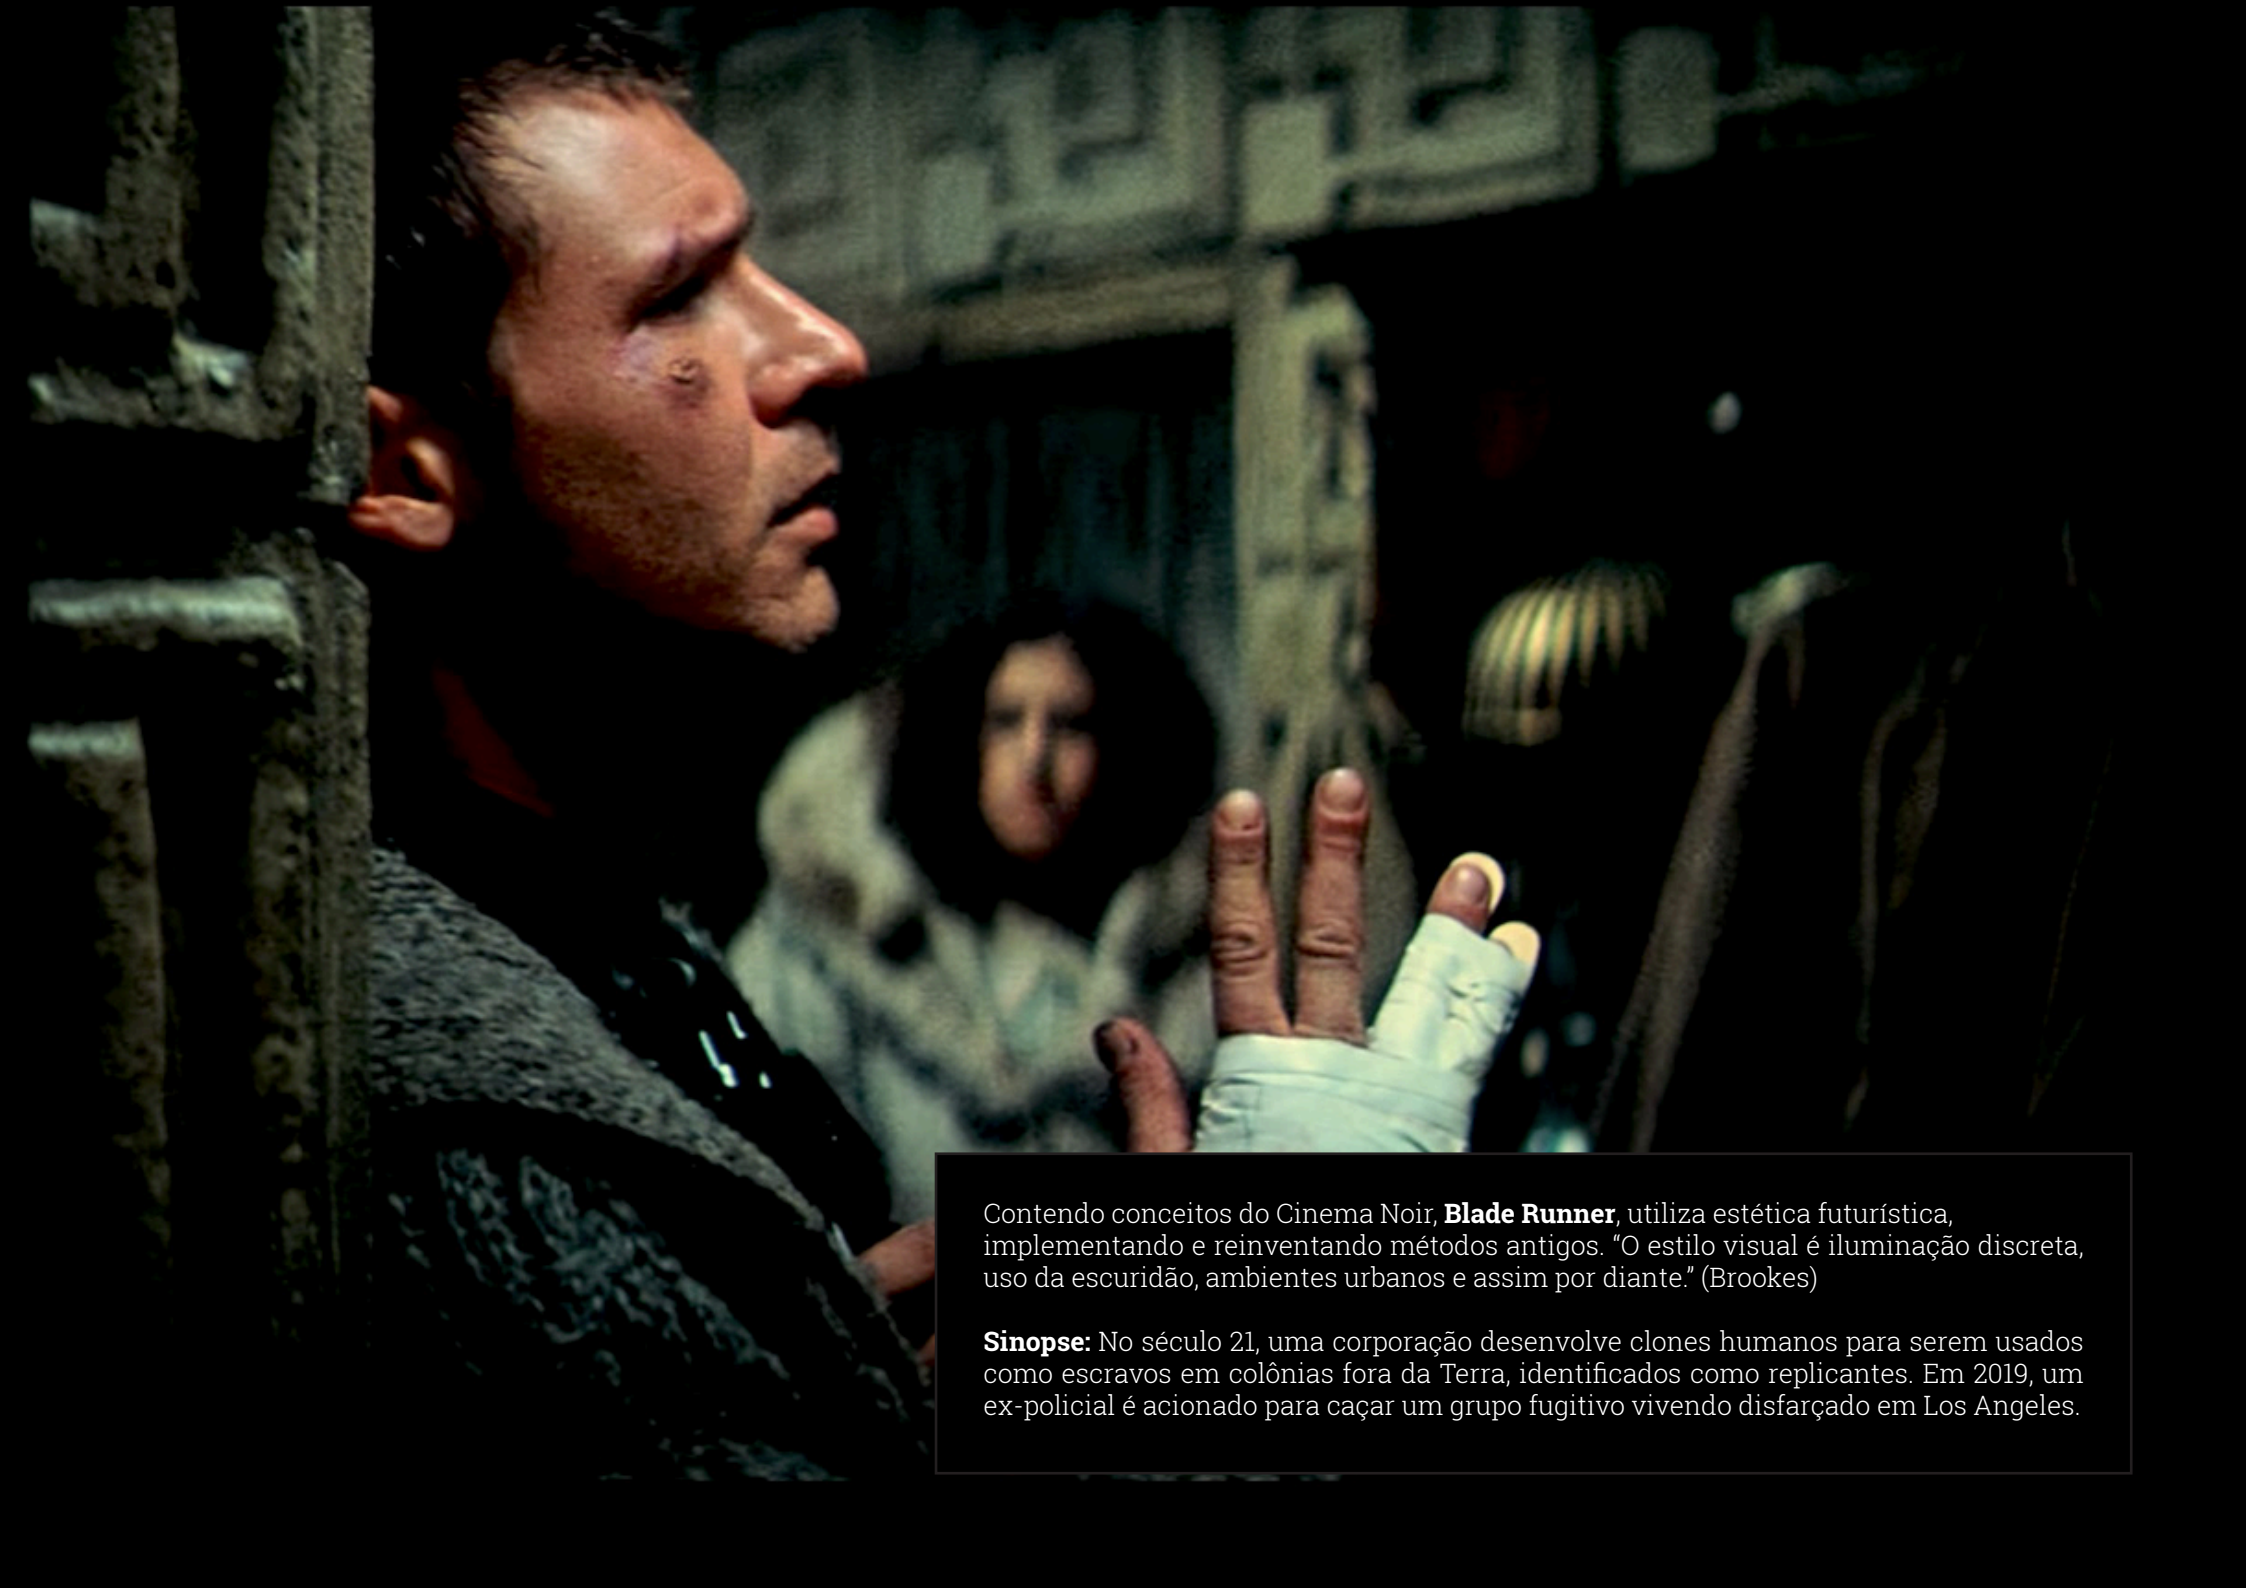 Contendo conceitos do Cinema Noir, Blade Runner, utiliza estética futurística,
implementando e reinventando métodos antigos. “O estilo visual é iluminação discreta,
uso da escuridão, ambientes urbanos e assim por diante.” (Brookes)
Sinopse: No século 21, uma corporação desenvolve clones humanos para serem usados
como escravos em colônias fora da Terra, identificados como replicantes. Em 2019, um
ex-policial é acionado para caçar um grupo fugitivo vivendo disfarçado em Los Angeles.